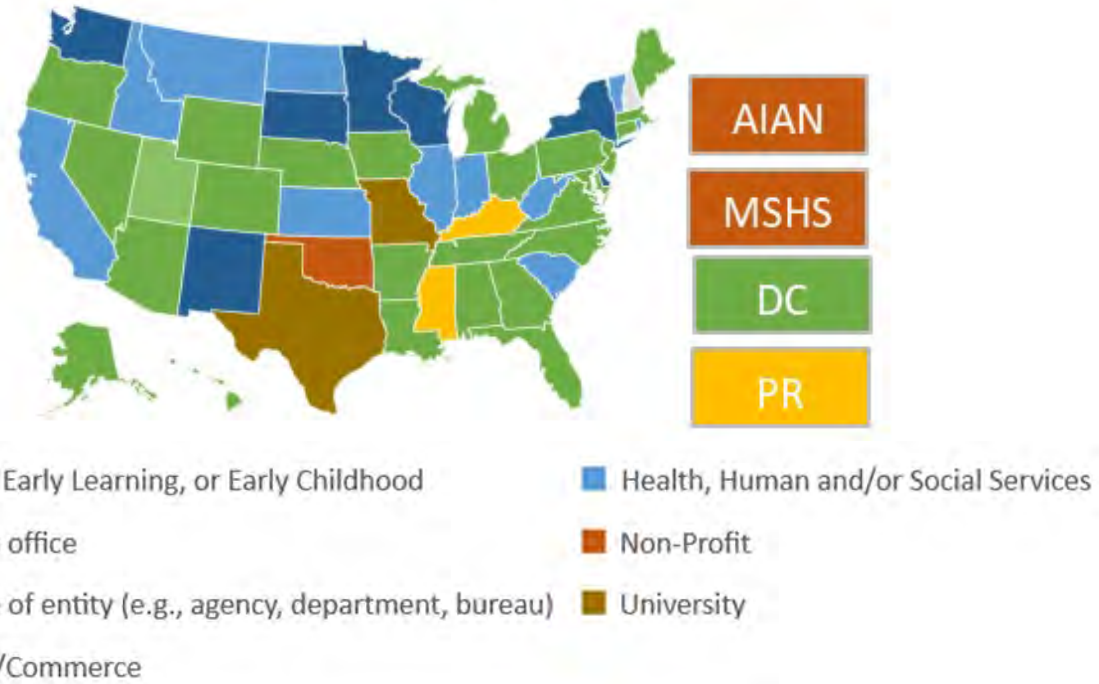 AIAN
MSHS
DC
PR
Early Learning, or Early Childhood
Health, Human and/or Social Services
office
Non-Profit
of entity (e.g., agency, department, bureau)
University
/Commerce